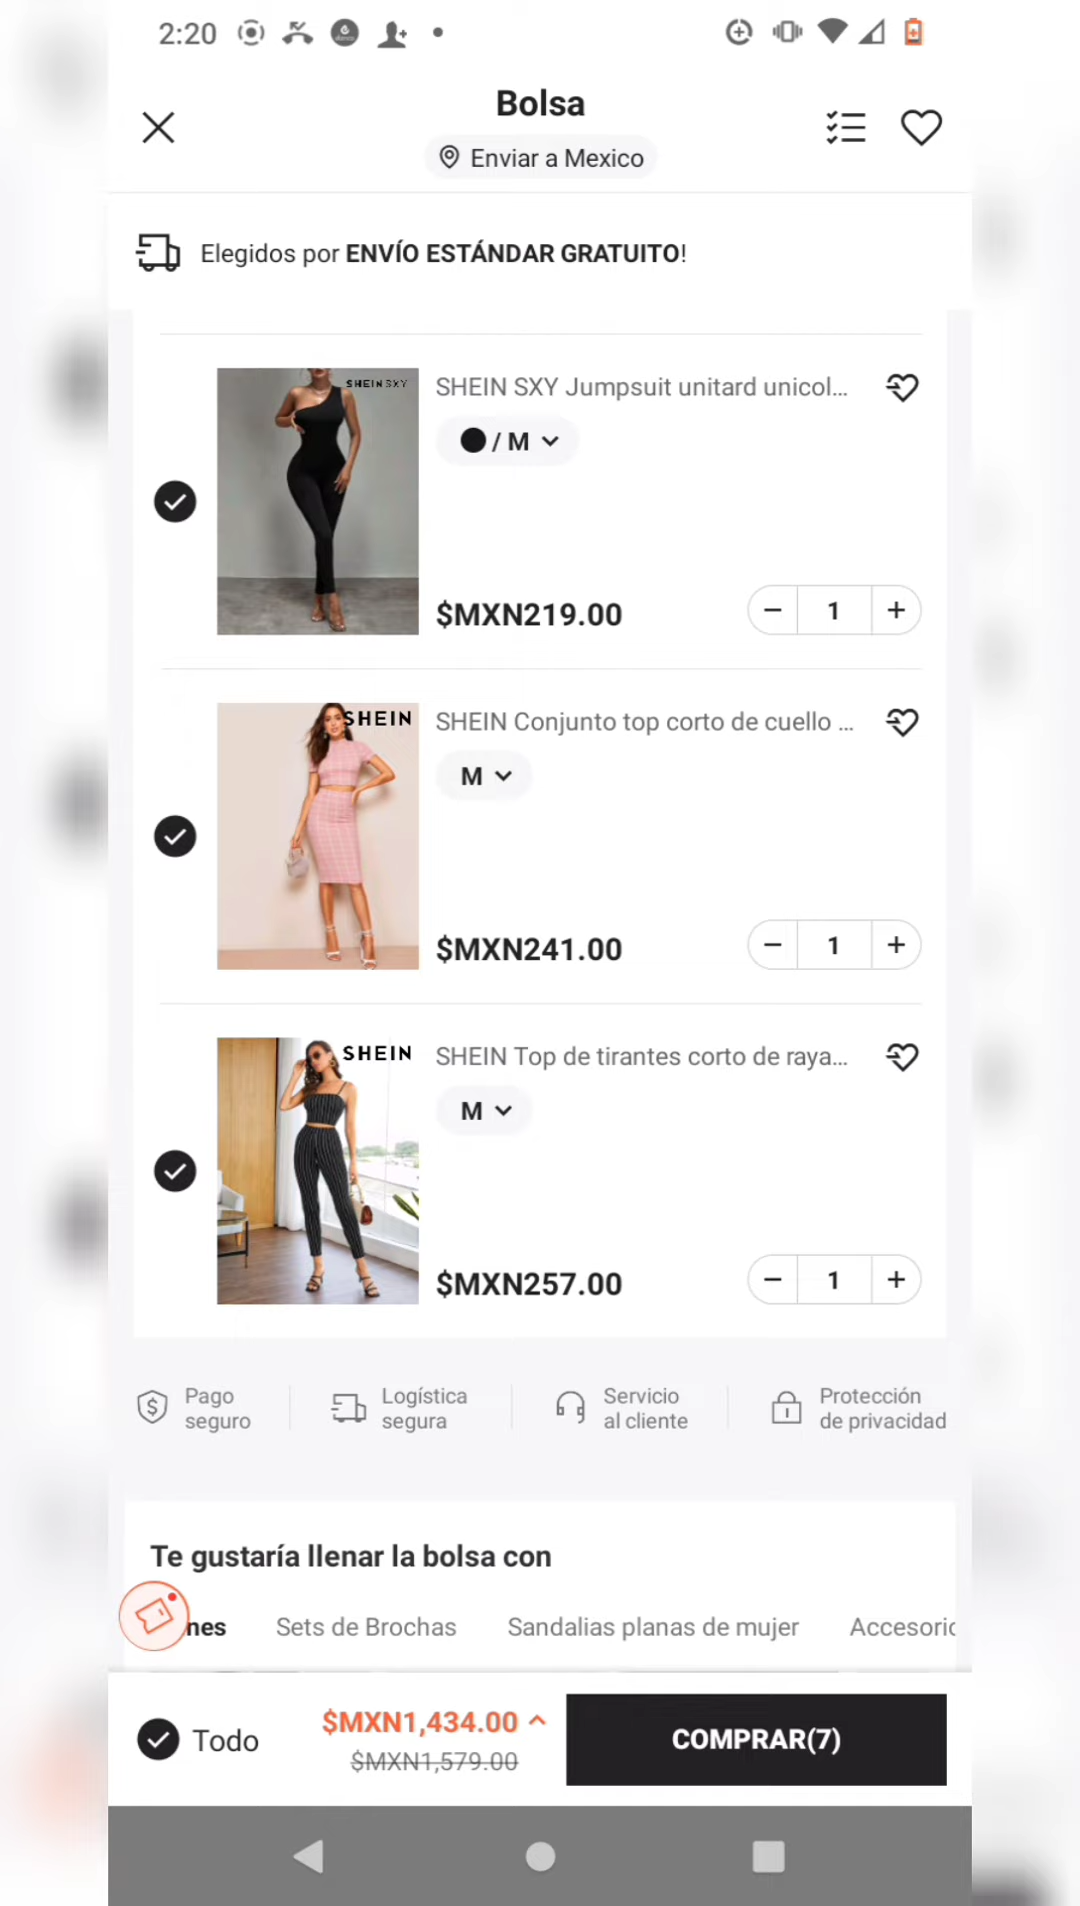 2:20
Bolsa
Enviar a Mexico
Elegidos por ENVÍO ESTÁNDAR GRATUITO!
SHEIN SXY
SHEIN SXY Jumpsuit unitard unicol...
/ M
$MXN219.00
− 1 +
SHEIN
SHEIN Conjunto top corto de cuello ...
M
$MXN241.00
− 1 +
SHEIN
SHEIN Top de tirantes corto de raya...
M
$MXN257.00
− 1 +
Pago seguro
Logística segura
Servicio al cliente
Protección de privacidad
Te gustaría llenar la bolsa con
nes Sets de Brochas Sandalias planas de mujer Accesorio
Todo
$MXN1,434.00
$MXN1,579.00
COMPRAR(7)